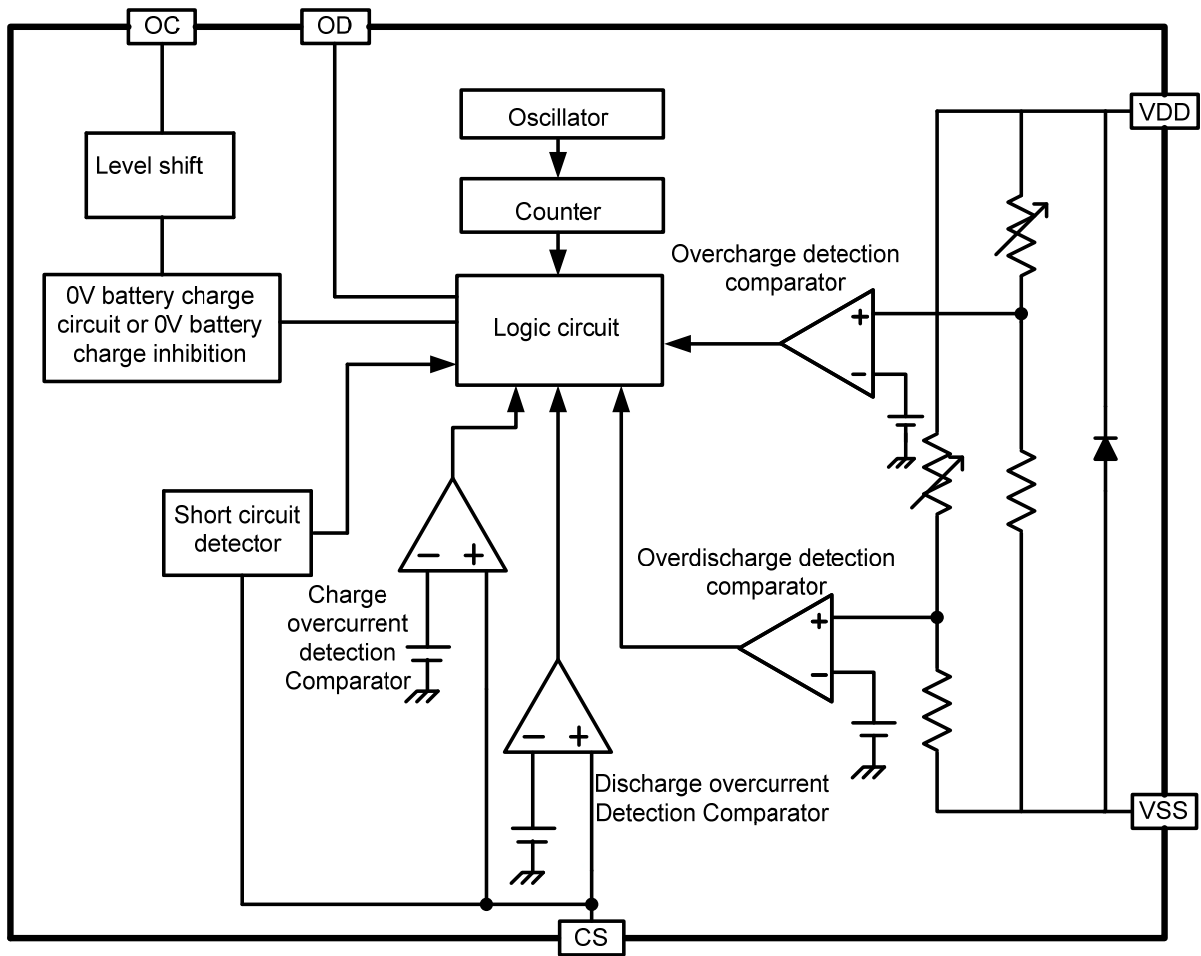 OC
OD
VDD
Oscillator
Level shift
Counter
Overcharge detection
comparator
0V battery charge
circuit or 0V battery
charge inhibition
Logic circuit
+
−
Short circuit
detector
− +
Overdischarge detection
comparator
Charge
overcurrent
detection
Comparator
+
−
− +
Discharge overcurrent
Detection Comparator
VSS
CS